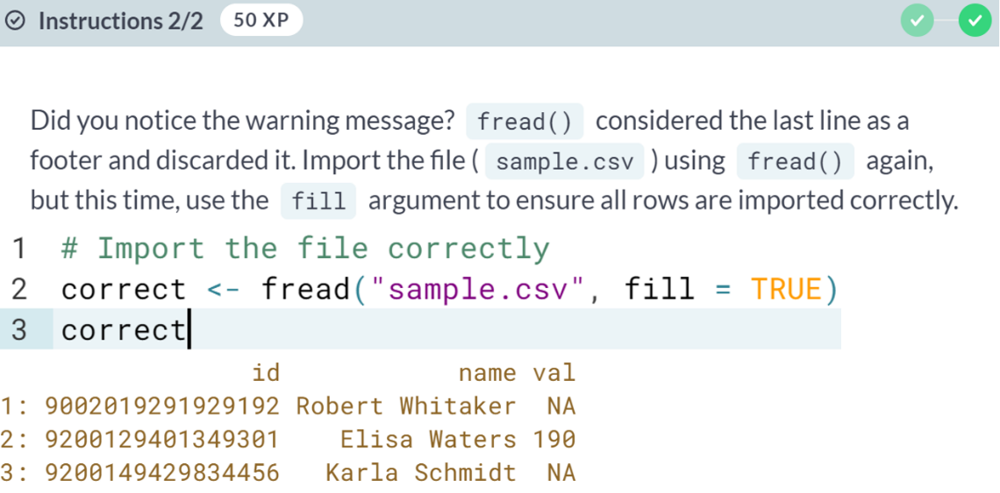 Instructions 2/2 50 XP
Did you notice the warning message? fread() considered the last line as a
footer and discarded it. Import the file ( sample.csv ) using fread() again,
but this time, use the fill argument to ensure all rows are imported correctly.
1 # Import the file correctly
2 correct <- fread("sample.csv", fill = TRUE)
3 correct
id name val
1: 9002019291929192 Robert Whitaker NA
2: 9200129401349301 Elisa Waters 190
3: 9200149429834456 Karla Schmidt NA